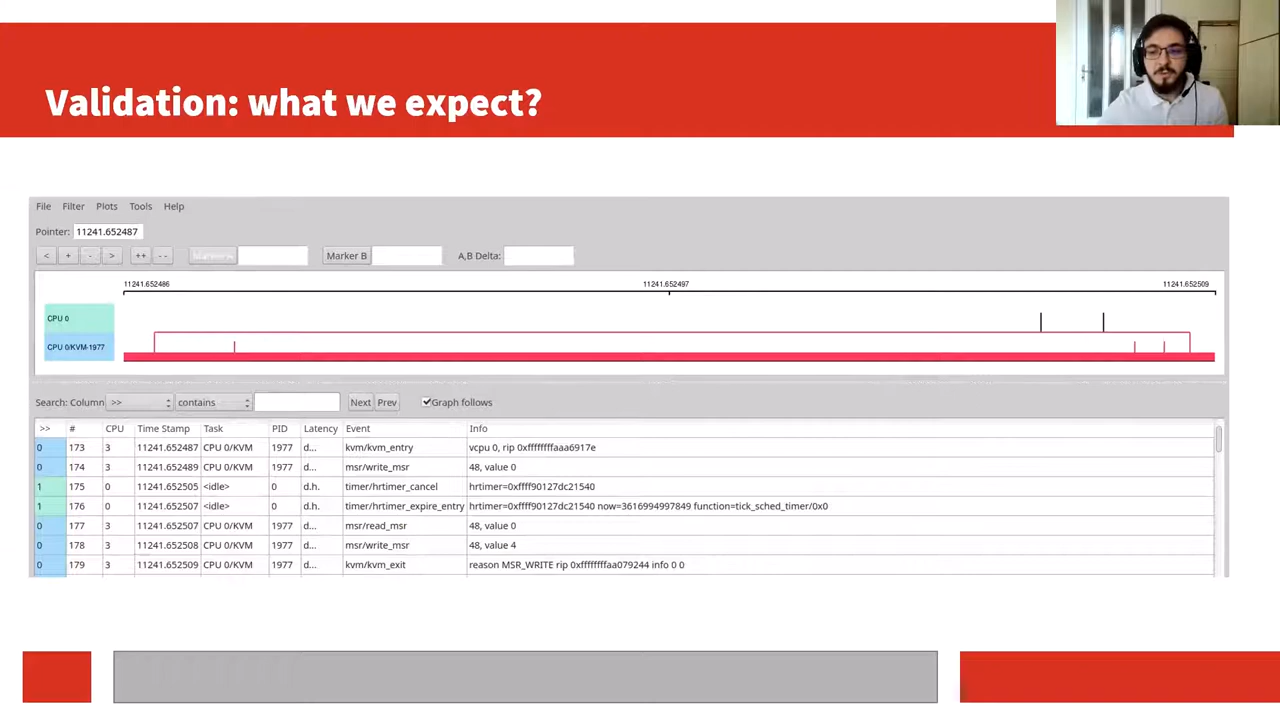 Validation: what we expect?
File Filter Plots Tools Help
Pointer: 11241.652487
< + - > ++ - - Marker A Marker B A,B Delta:
11241.652486 11241.652497 11241.652509
CPU 0
CPU 0/KVM-1977
Search: Column >> contains Next Prev Graph follows
>> # CPU Time Stamp Task PID Latency Event Info
0 173 3 11241.652487 CPU 0/KVM 1977 d... kvm/kvm_entry vcpu 0, rip 0xffffffffaaa6917e
0 174 3 11241.652489 CPU 0/KVM 1977 d... msr/write_msr 48, value 0
1 175 0 11241.652505 <idle> 0 d.h. timer/hrtimer_cancel hrtimer=0xffff90127dc21540
1 176 0 11241.652507 <idle> 0 d.h. timer/hrtimer_expire_entry hrtimer=0xffff90127dc21540 now=3616994997849 function=tick_sched_timer/0x0
0 177 3 11241.652507 CPU 0/KVM 1977 d... msr/read_msr 48, value 0
0 178 3 11241.652508 CPU 0/KVM 1977 d... msr/write_msr 48, value 4
0 179 3 11241.652509 CPU 0/KVM 1977 d... kvm/kvm_exit reason MSR_WRITE rip 0xffffffffaa079244 info 0 0